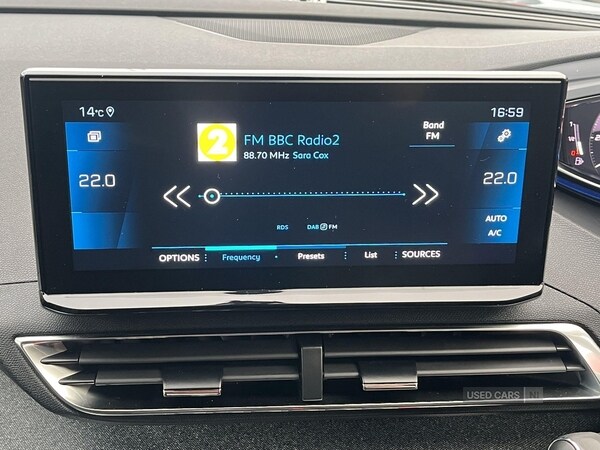 14°C
16:59
2
FM BBC Radio2
88.70 MHz Sara Cox
Band
FM
22.0
22.0
RDS DAB FM
AUTO
A/C
OPTIONS Frequency Presets List SOURCES
USED CARS NI